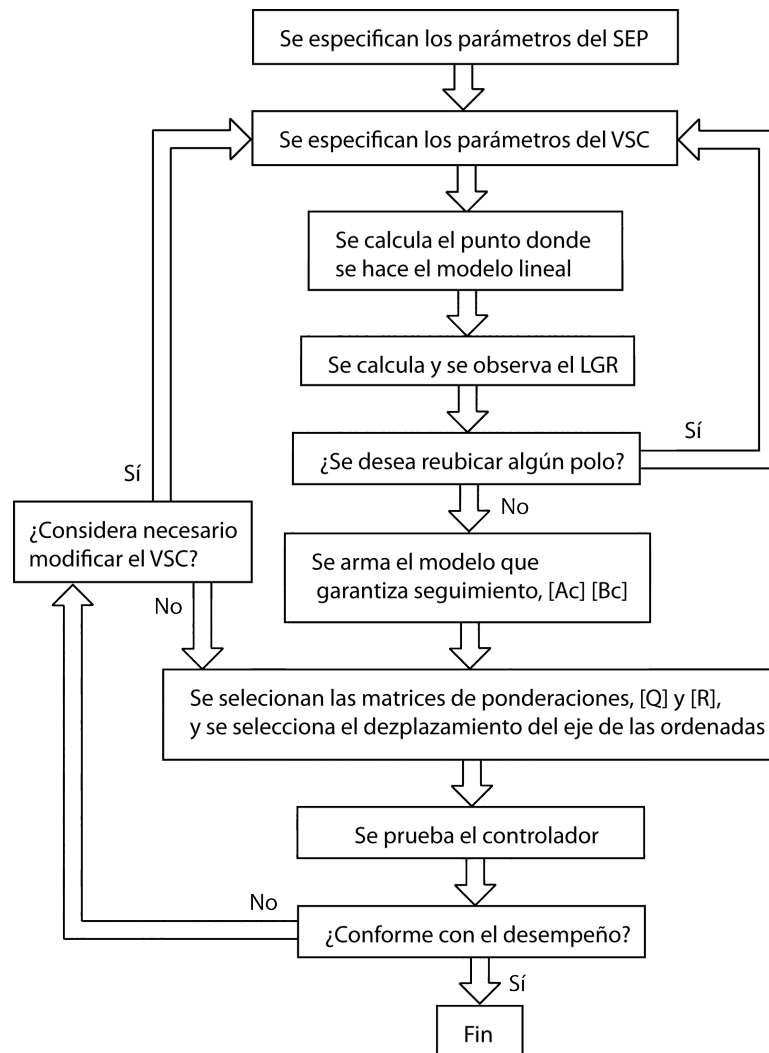 Se especifican los parámetros del SEP
Se especifican los parámetros del VSC
Se calcula el punto donde
se hace el modelo lineal
Se calcula y se observa el LGR
¿Se desea reubicar algún polo?
Sí
No
Sí
¿Considera necesario
modificar el VSC?
No
Se arma el modelo que
garantiza seguimiento, [Ac] [Bc]
Se selecionan las matrices de ponderaciones, [Q] y [R],
y se selecciona el dezplazamiento del eje de las ordenadas
Se prueba el controlador
¿Conforme con el desempeño?
No
Sí
Fin